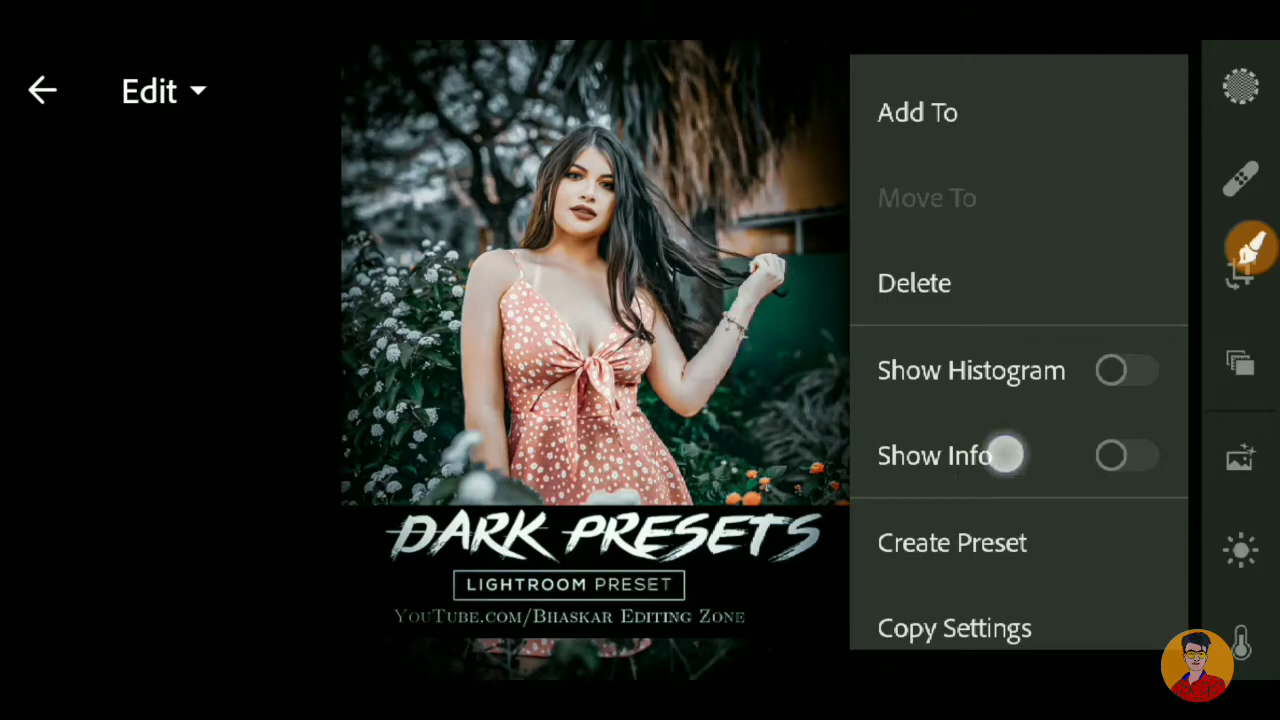 Edit
Add To
Move To
Delete
Show Histogram
Show Info
Create Preset
Copy Settings
DARK PRESETS
LIGHTROOM PRESET
YouTube.com/Bhaskar Editing Zone